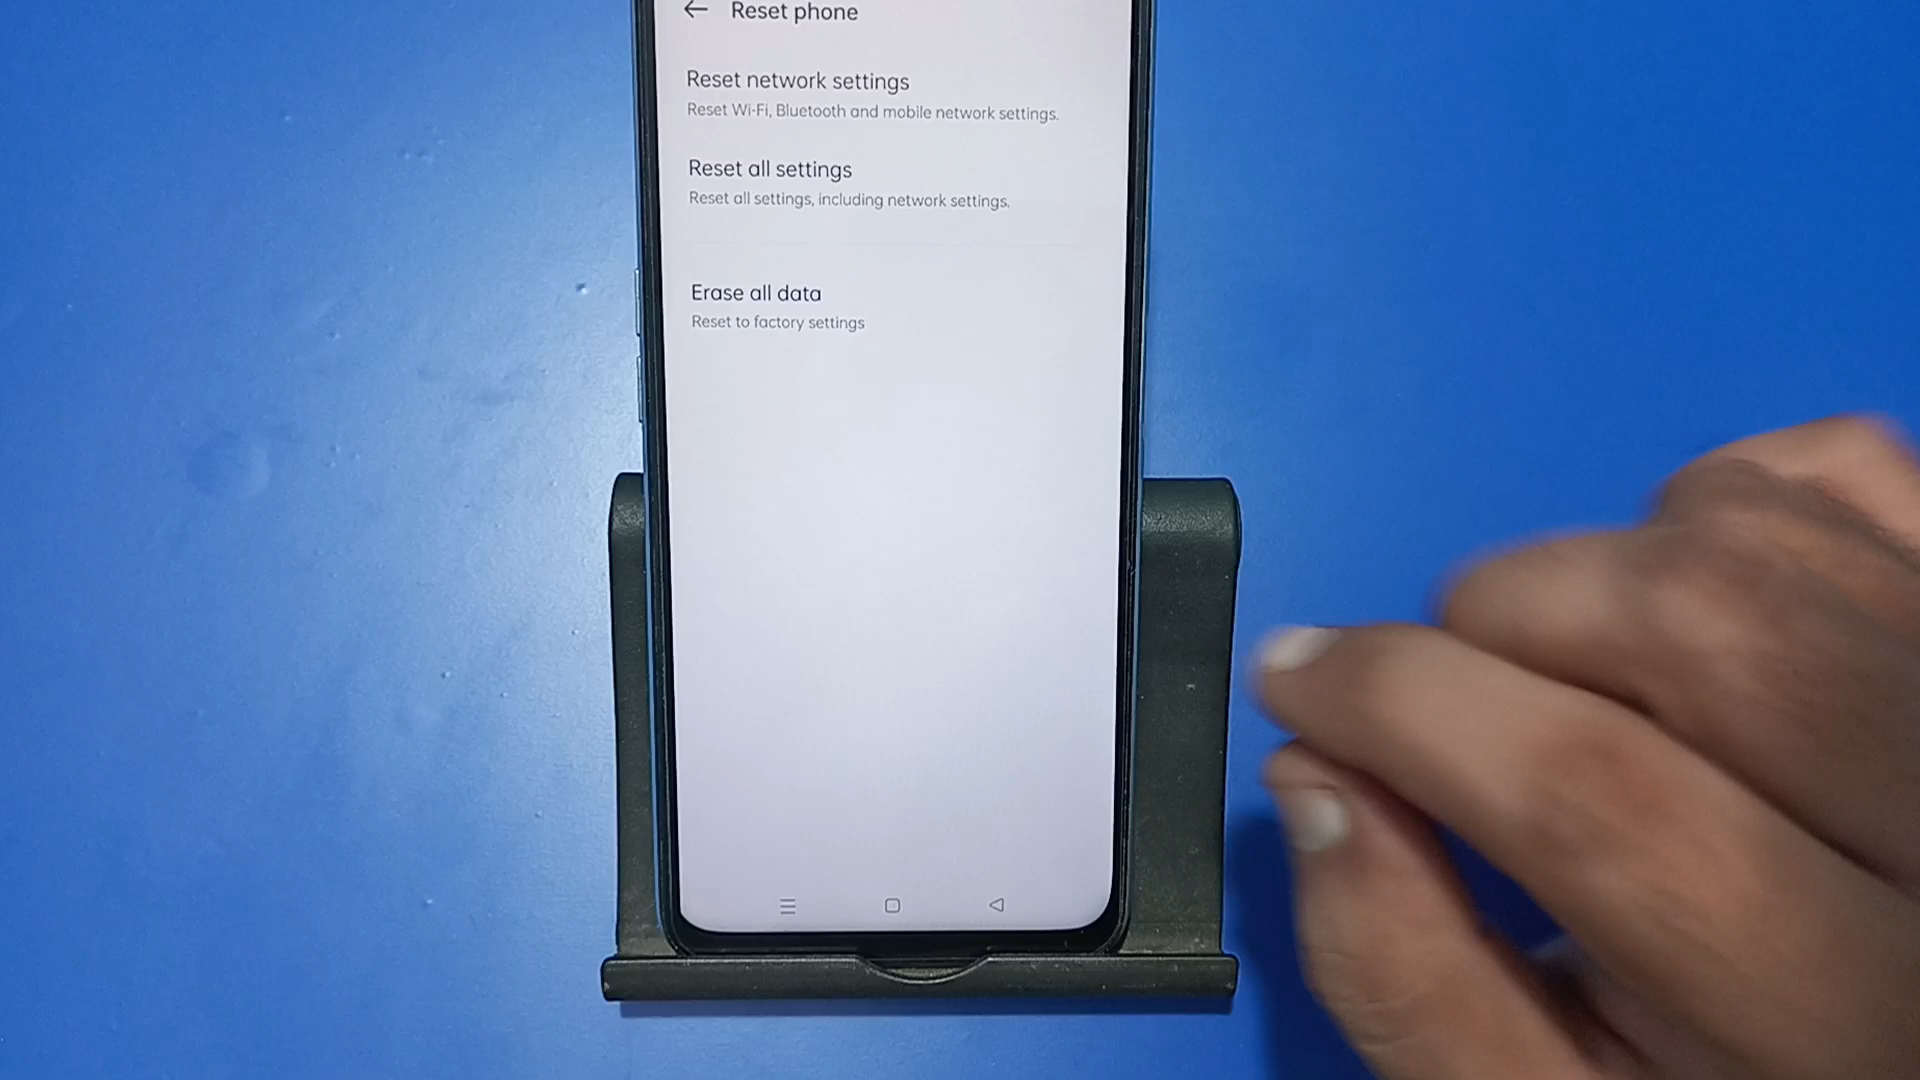 Reset phone
Reset network settings
Reset Wi-Fi, Bluetooth and mobile network settings.
Reset all settings
Reset all settings, including network settings.
Erase all data
Reset to factory settings